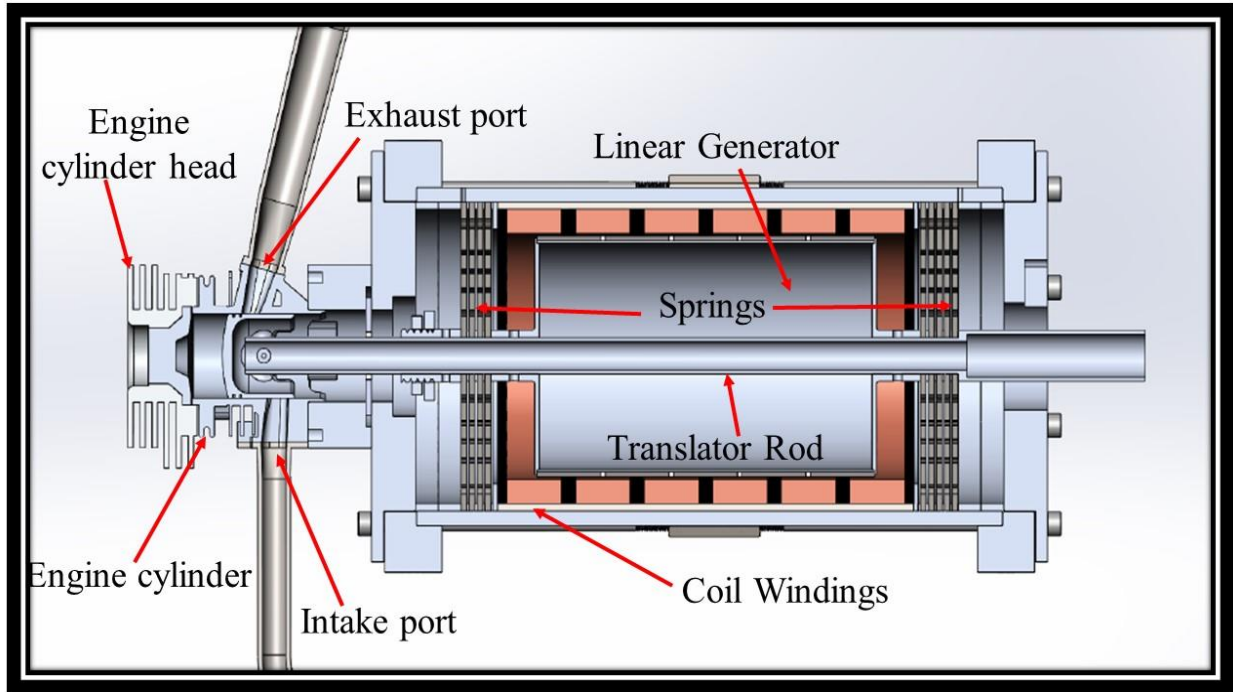 Engine
cylinder head
Exhaust port
Linear Generator
Springs
Translator Rod
Engine cylinder
Intake port
Coil Windings